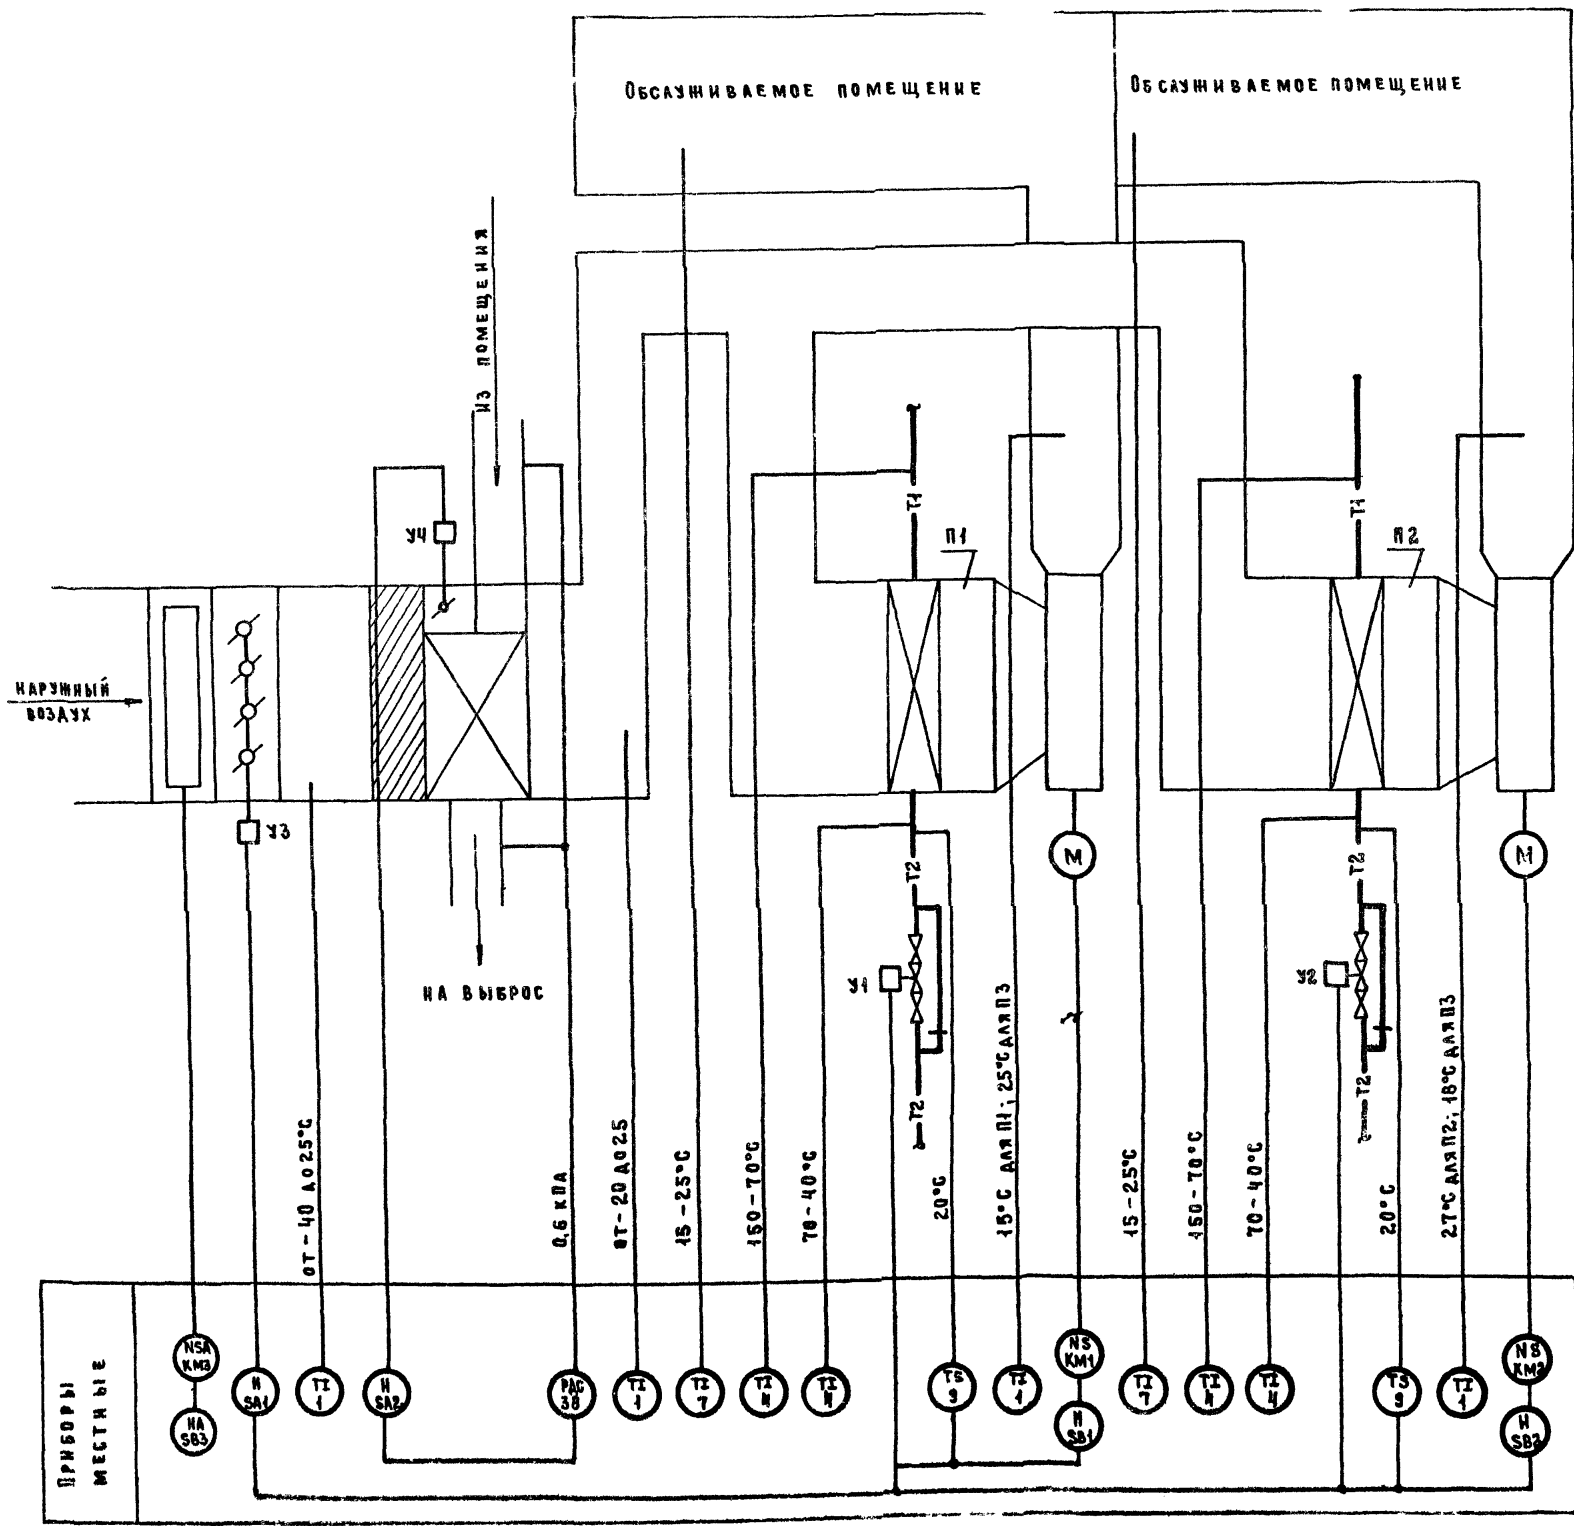 Обслуживаемое помещение
Обслуживаемое помещение
из помещения
У4
Т1
П1
Т1
П2
наружный
воздух
У3
М
М
Т2
Т2
на выброс
У1
У2
Т2
Т2
от -40 до 25°С
0,6 кПа
от -20 до 25
15-25°С
150-70°С
70-40°С
20°С
15°С для П1; 25°С для П3
15-25°С
150-70°С
70-40°С
20°С
27°С для П2; 18°С для П3
Приборы
местные
NSA
КМ3
НА
SB3
H
SA1
TI
1
H
SA2
РДС
3В
TI
1
TI
7
TI
4
TI
4
TS
9
TI
1
NS
КМ1
H
SB1
TI
7
TI
4
TI
4
TS
9
TI
1
NS
КМ2
H
SB2